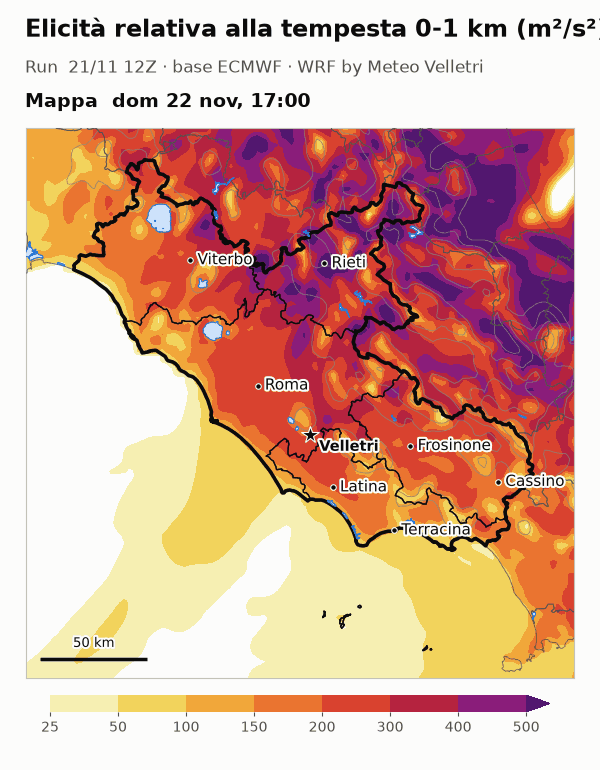 Elicità relativa alla tempesta 0-1 km (m²/s²)
Run 21/11 12Z · base ECMWF · WRF by Meteo Velletri
Mappa dom 22 nov, 17:00
Viterbo
Rieti
Roma
Velletri
Frosinone
Cassino
Latina
Terracina
50 km
25 50 100 150 200 300 400 500